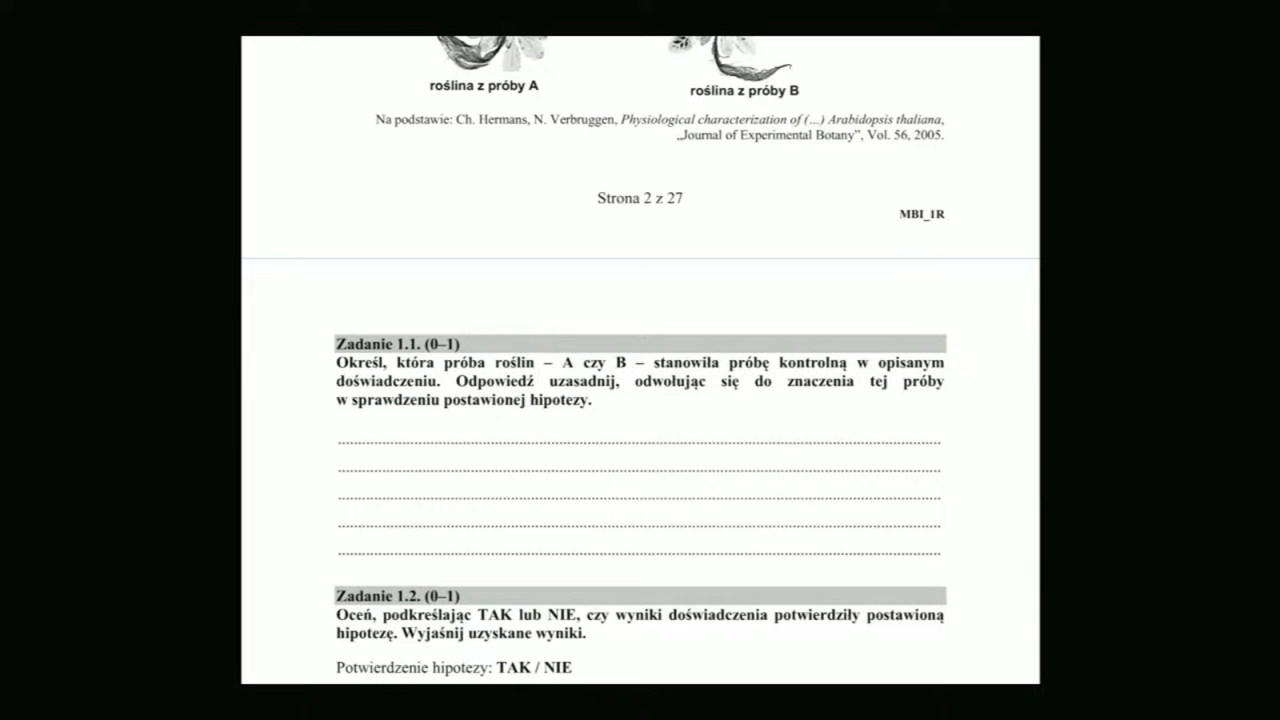 roślina z próby A
roślina z próby B
Na podstawie: Ch. Hermans, N. Verbruggen, Physiological characterization of (...) Arabidopsis thaliana,
„Journal of Experimental Botany”, Vol. 56, 2005.
Strona 2 z 27
MBI_1R
Zadanie 1.1. (0–1)
Określ, która próba roślin – A czy B – stanowiła próbę kontrolną w opisanym
doświadczeniu. Odpowiedź uzasadnij, odwołując się do znaczenia tej próby
w sprawdzeniu postawionej hipotezy.
Zadanie 1.2. (0–1)
Oceń, podkreślając TAK lub NIE, czy wyniki doświadczenia potwierdziły postawioną
hipotezę. Wyjaśnij uzyskane wyniki.
Potwierdzenie hipotezy: TAK / NIE